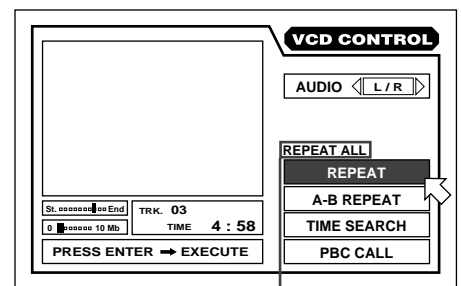 VCD CONTROL
AUDIO L / R
REPEAT ALL
REPEAT
A-B REPEAT
TIME SEARCH
PBC CALL
St. End
0 10 Mb
TRK. 03
TIME 4 : 58
PRESS ENTER → EXECUTE